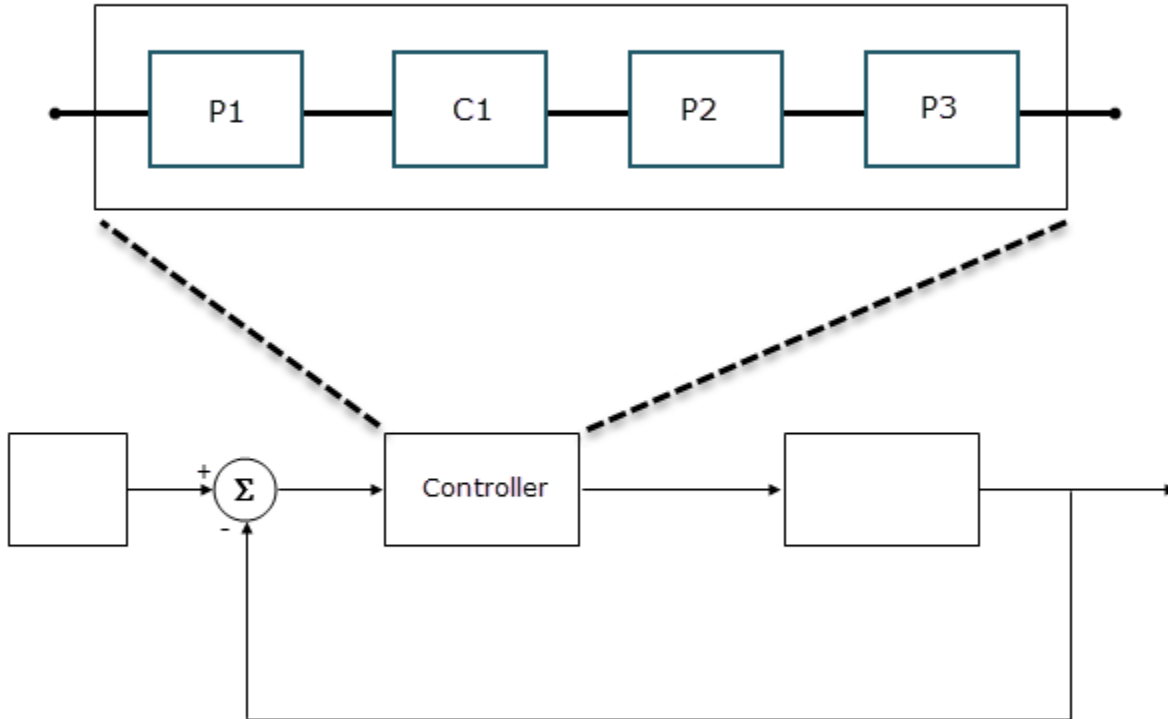 P1
C1
P2
P3
+
Σ
-
Controller